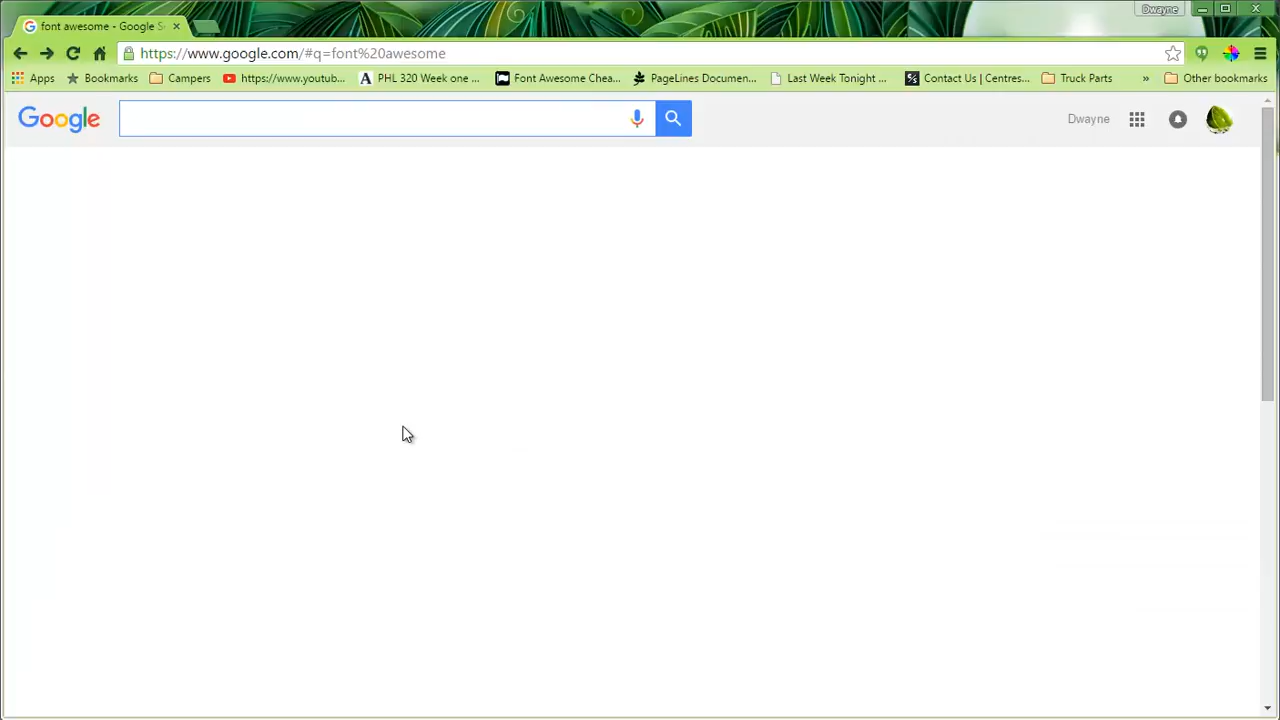 font awesome - Google S
Dwayne
https://www.google.com/#q=font%20awesome
Apps
Bookmarks
Campers
https://www.youtub...
PHL 320 Week one ...
Font Awesome Chea...
PageLines Documen...
Last Week Tonight ...
Contact Us | Centres...
Truck Parts
»
Other bookmarks
Google
Dwayne